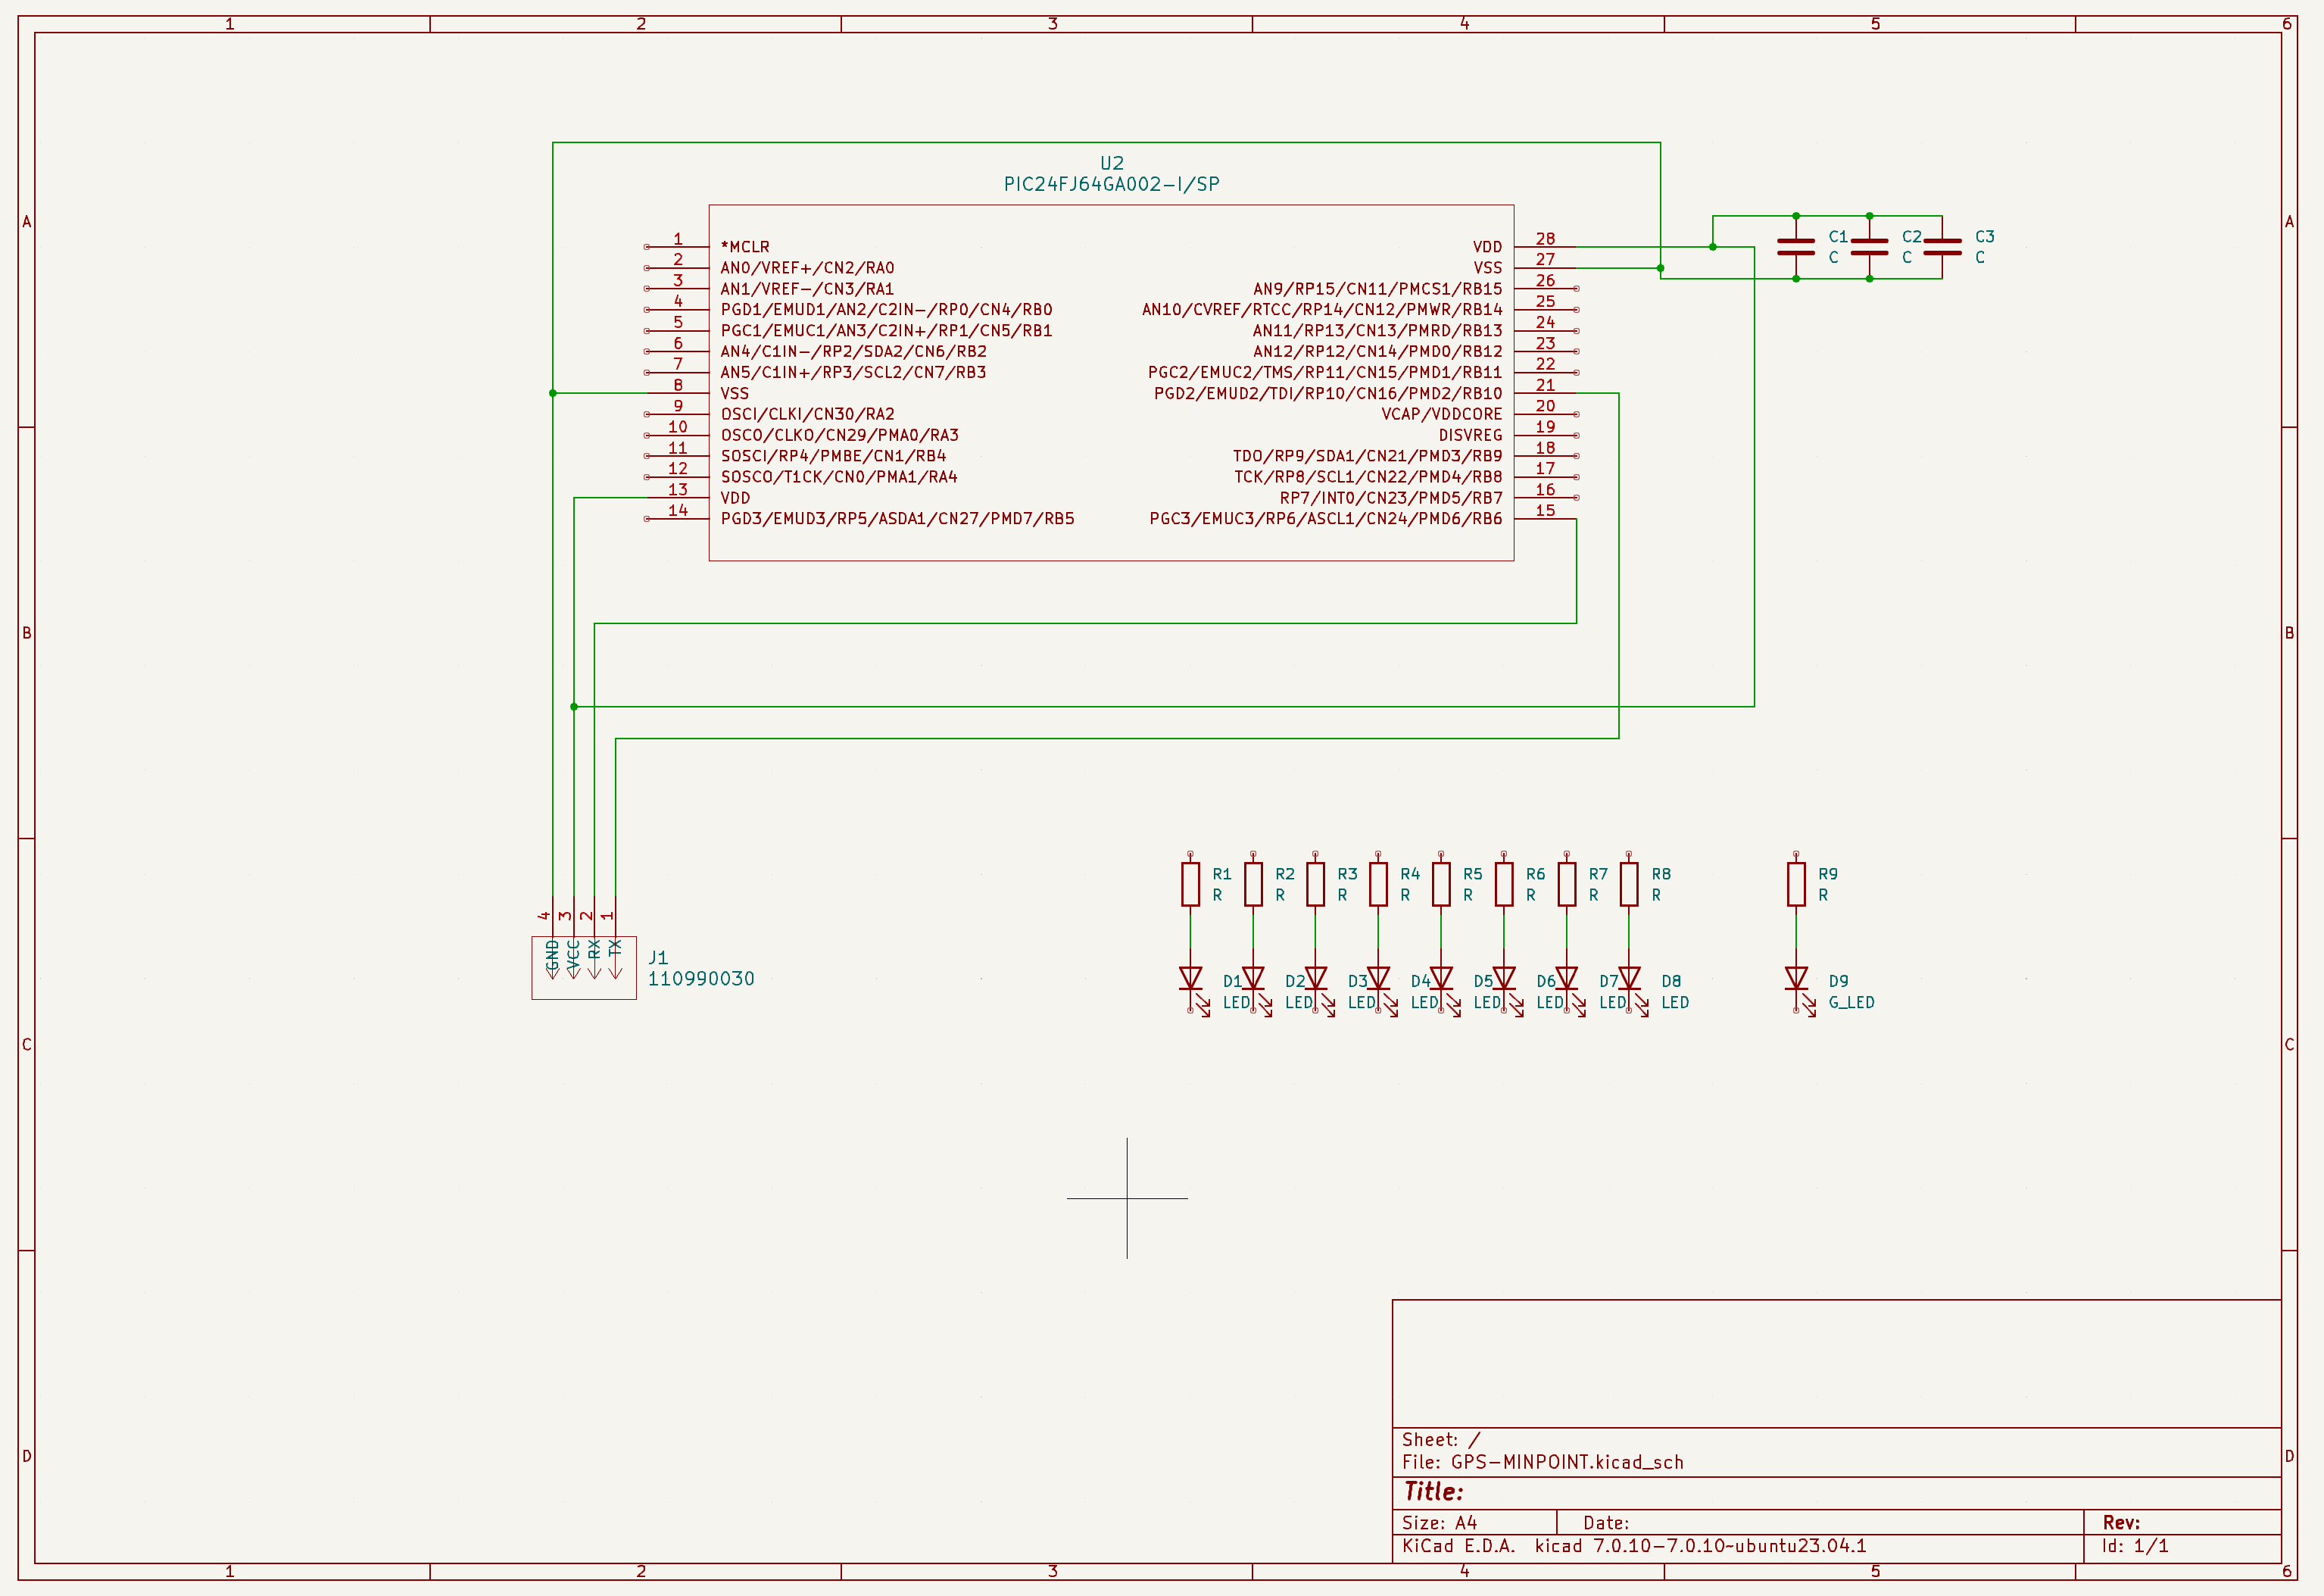 1 2 3 4 5 6
A A
B B
C C
D D
U2
PIC24FJ64GA002-I/SP
1 *MCLR
2 AN0/VREF+/CN2/RA0
3 AN1/VREF-/CN3/RA1
4 PGD1/EMUD1/AN2/C2IN-/RP0/CN4/RB0
5 PGC1/EMUC1/AN3/C2IN+/RP1/CN5/RB1
6 AN4/C1IN-/RP2/SDA2/CN6/RB2
7 AN5/C1IN+/RP3/SCL2/CN7/RB3
8 VSS
9 OSCI/CLKI/CN30/RA2
10 OSCO/CLKO/CN29/PMA0/RA3
11 SOSCI/RP4/PMBE/CN1/RB4
12 SOSCO/T1CK/CN0/PMA1/RA4
13 VDD
14 PGD3/EMUD3/RP5/ASDA1/CN27/PMD7/RB5
VDD 28
VSS 27
AN9/RP15/CN11/PMCS1/RB15 26
AN10/CVREF/RTCC/RP14/CN12/PMWR/RB14 25
AN11/RP13/CN13/PMRD/RB13 24
AN12/RP12/CN14/PMD0/RB12 23
PGC2/EMUC2/TMS/RP11/CN15/PMD1/RB11 22
PGD2/EMUD2/TDI/RP10/CN16/PMD2/RB10 21
VCAP/VDDCORE 20
DISVREG 19
TDO/RP9/SDA1/CN21/PMD3/RB9 18
TCK/RP8/SCL1/CN22/PMD4/RB8 17
RP7/INT0/CN23/PMD5/RB7 16
PGC3/EMUC3/RP6/ASCL1/CN24/PMD6/RB6 15
C1 C2 C3
C C C
R1 R2 R3 R4 R5 R6 R7 R8 R9
R R R R R R R R R
4 3 2 1
GND VCC RX TX
J1
110990030
D1 D2 D3 D4 D5 D6 D7 D8 D9
LED LED LED LED LED LED LED LED G_LED
Sheet: /
File: GPS-MINPOINT.kicad_sch
Title:
Size: A4 Date: Rev:
KiCad E.D.A. kicad 7.0.10-7.0.10~ubuntu23.04.1 Id: 1/1
1 2 3 4 5 6